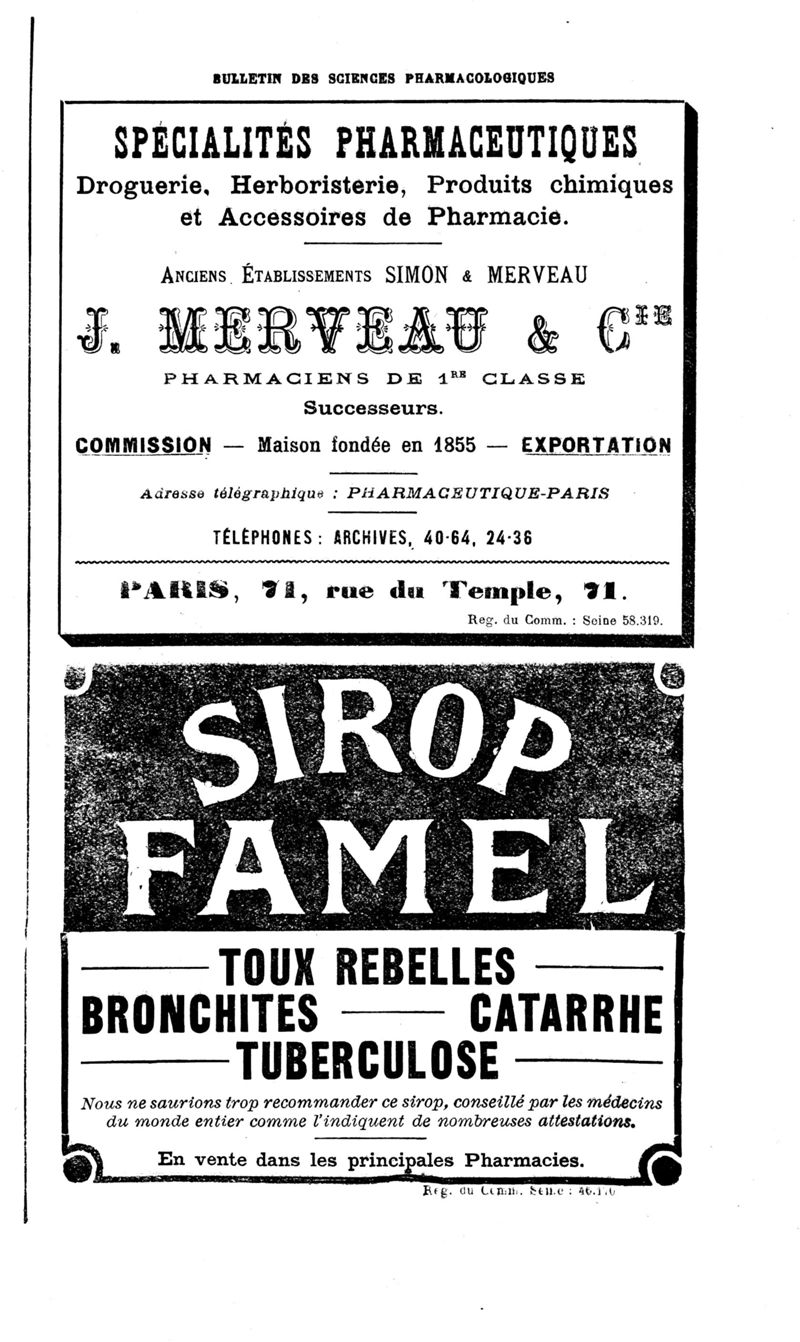 BULLETIN DES SCIENCES PHARMACOLOGIQUES
SPÉCIALITÉS PHARMACEUTIQUES
Droguerie, Herboristerie, Produits chimiques
et Accessoires de Pharmacie.
ANCIENS ÉTABLISSEMENTS SIMON & MERVEAU
J. MERVEAU & CIE
PHARMACIENS DE 1RE CLASSE
Successeurs.
COMMISSION — Maison fondée en 1855 — EXPORTATION
Adresse télégraphique : PHARMACEUTIQUE-PARIS
TÉLÉPHONES : ARCHIVES, 40-64, 24-36
PARIS, 71, rue du Temple, 71.
Reg. du Comm. : Seine 58.319.
SIROP
FAMEL
TOUX REBELLES
BRONCHITES — CATARRHE
TUBERCULOSE
Nous ne saurions trop recommander ce sirop, conseillé par les médecins
du monde entier comme l'indiquent de nombreuses attestations.
En vente dans les principales Pharmacies.
Reg. du Comm. Seine :